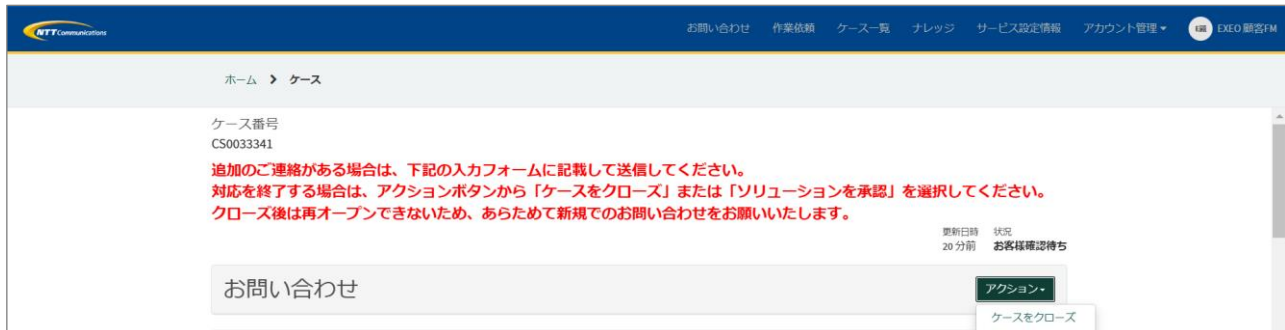 NTT Communications
お問い合わせ 作業依頼 ケース一覧 ナレッジ サービス設定情報 アカウント管理 EXEO 顧客FM
ホーム > ケース
ケース番号
CS0033341
追加のご連絡がある場合は、下記の入力フォームに記載して送信してください。
対応を終了する場合は、アクションボタンから「ケースをクローズ」または「ソリューションを承認」を選択してください。
クローズ後は再オープンできないため、あらためて新規でのお問い合わせをお願いいたします。
更新日時 状況
20 分前 お客様確認待ち
お問い合わせ アクション
ケースをクローズ